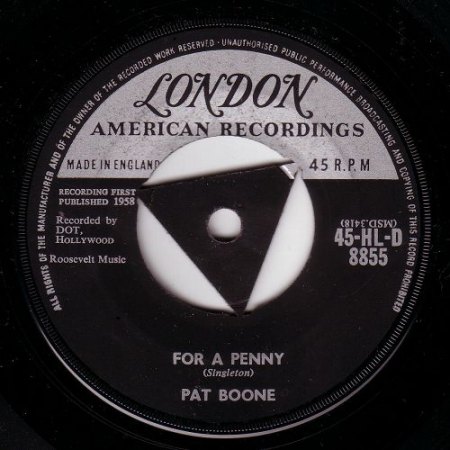 ALL RIGHTS OF THE MANUFACTURER AND OF THE OWNER OF THE RECORDED WORK RESERVED · UNAUTHORISED PUBLIC PERFORMANCE BROADCASTING AND COPYING OF THIS RECORD PROHIBITED
LONDON
AMERICAN RECORDINGS
MADE IN ENGLAND
45 R.P.M
RECORDING FIRST
PUBLISHED 1958
Recorded by
DOT,
HOLLYWOOD
Roosevelt Music
(MSD.3418)
45-HL-D
8855
FOR A PENNY
(Singleton)
PAT BOONE